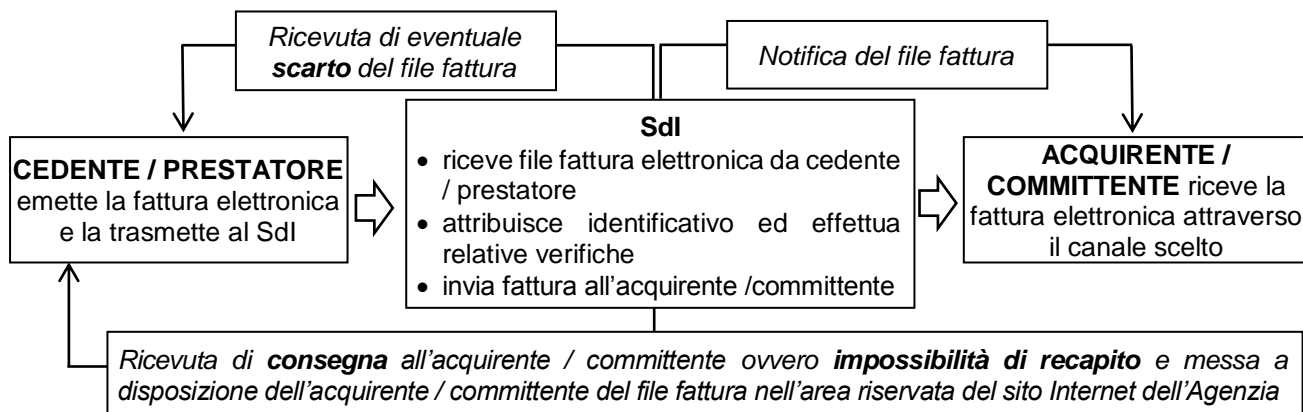 Ricevuta di eventuale
scarto del file fattura
Notifica del file fattura
CEDENTE / PRESTATORE
emette la fattura elettronica
e la trasmette al SdI
SdI
• riceve file fattura elettronica da cedente
/ prestatore
• attribuisce identificativo ed effettua
relative verifiche
• invia fattura all’acquirente /committente
ACQUIRENTE /
COMMITTENTE riceve la
fattura elettronica attraverso
il canale scelto
Ricevuta di consegna all’acquirente / committente ovvero impossibilità di recapito e messa a
disposizione dell’acquirente / committente del file fattura nell’area riservata del sito Internet dell’Agenzia